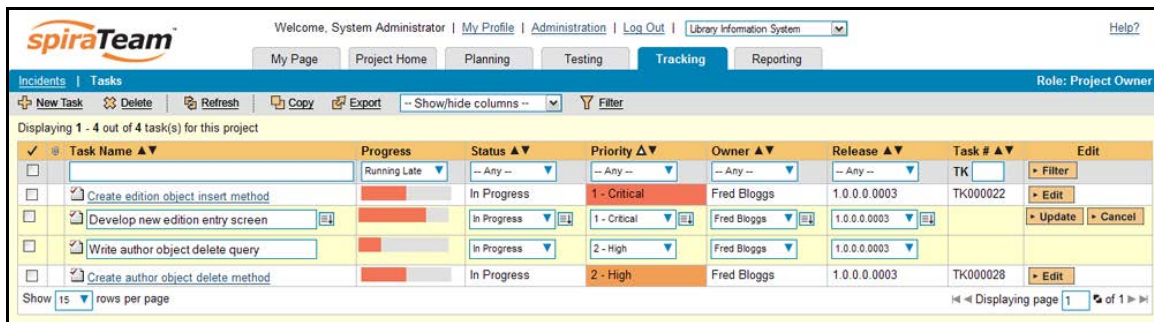 spiraTeam
Welcome, System Administrator | My Profile | Administration | Log Out | Library Information System Help?
My Page Project Home Planning Testing Tracking Reporting
Incidents | Tasks Role: Project Owner
New Task Delete Refresh Copy Export -- Show/hide columns -- Filter
Displaying 1 - 4 out of 4 task(s) for this project
Task Name Progress Status Priority Owner Release Task # Edit
Running Late -- Any -- -- Any -- -- Any -- -- Any -- TK Filter
Create edition object insert method In Progress 1 - Critical Fred Bloggs 1.0.0.0.0003 TK000022 Edit
Develop new edition entry screen In Progress 1 - Critical Fred Bloggs 1.0.0.0.0003 Update Cancel
Write author object delete query In Progress 2 - High Fred Bloggs 1.0.0.0.0003
Create author object delete method In Progress 2 - High Fred Bloggs 1.0.0.0.0003 TK000028 Edit
Show 15 rows per page Displaying page 1 of 1